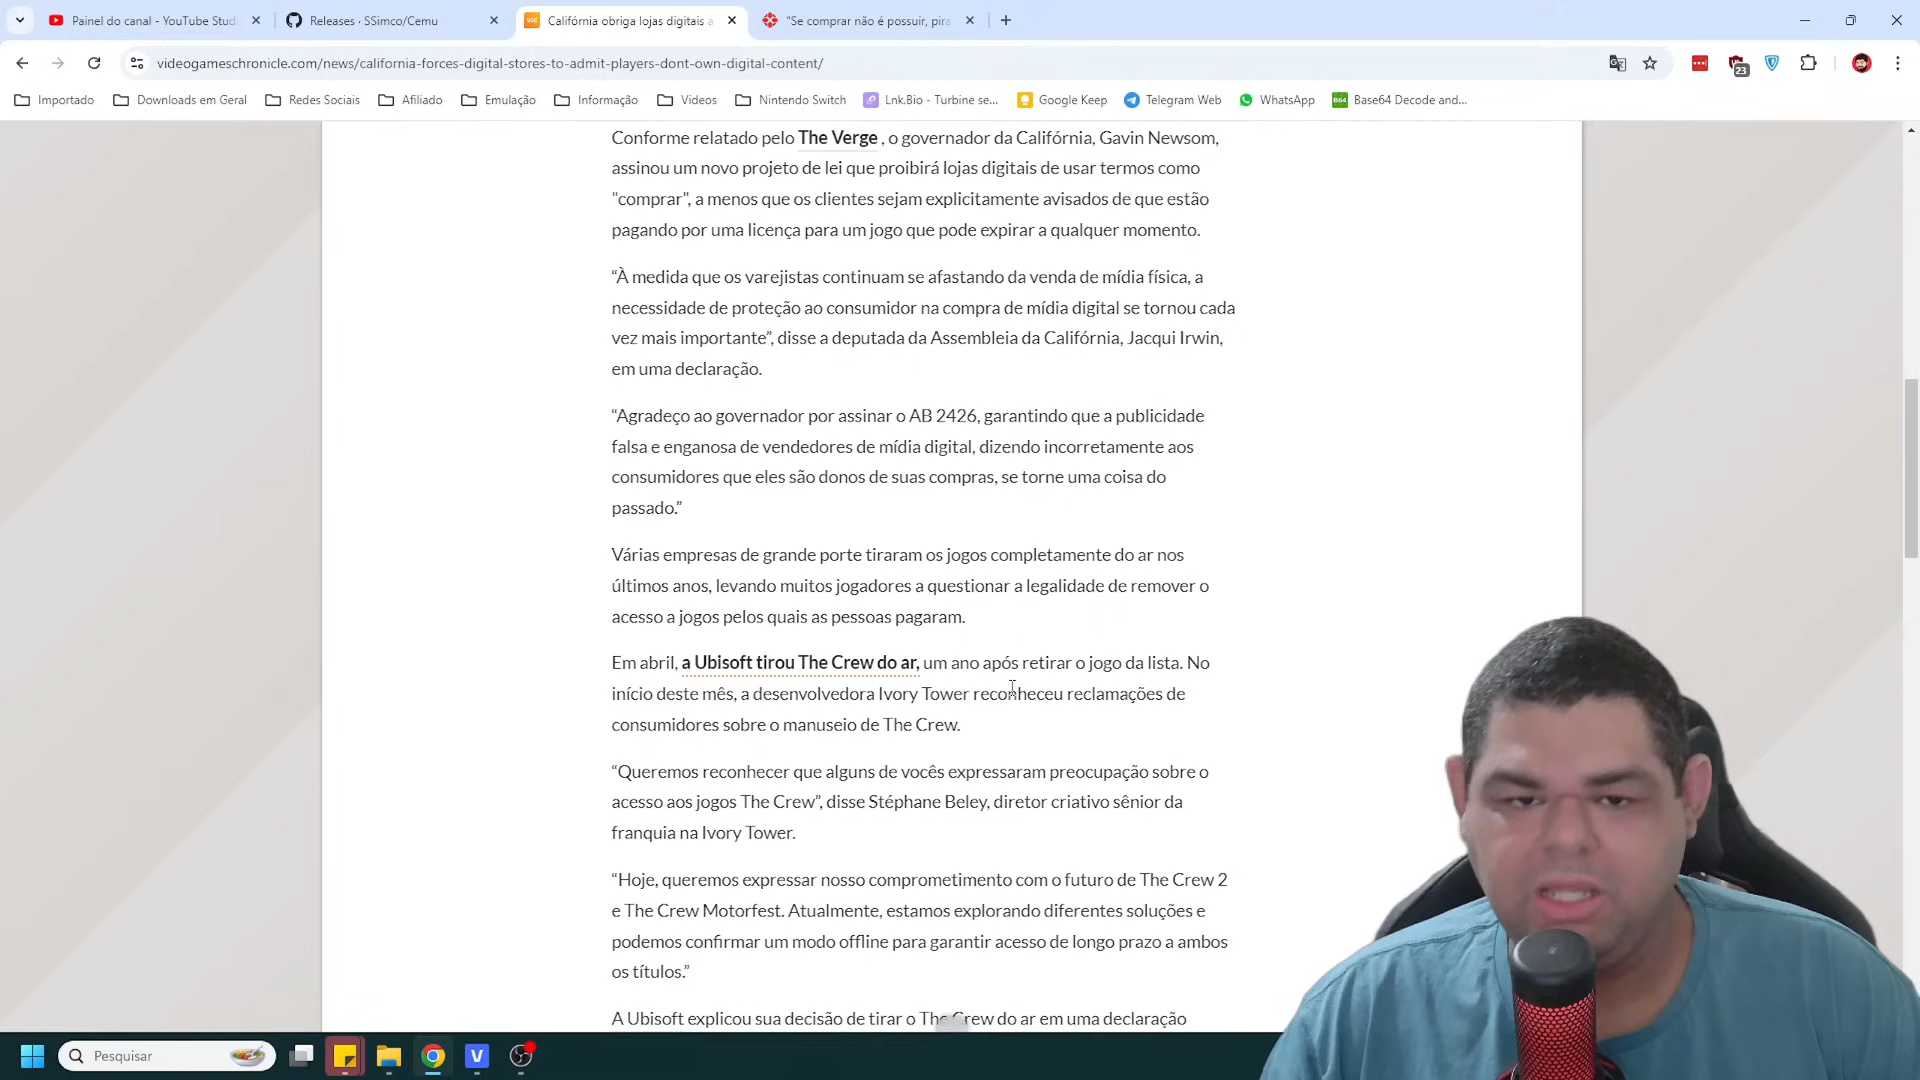 Painel do canal - YouTube Stud
Releases · SSimco/Cemu
Califórnia obriga lojas digitais a
"Se comprar não é possuir, pira
videogameschronicle.com/news/california-forces-digital-stores-to-admit-players-dont-own-digital-content/
23
Importado
Downloads em Geral
Redes Sociais
Afiliado
Emulação
Informação
Videos
Nintendo Switch
Lnk.Bio - Turbine se...
Google Keep
Telegram Web
WhatsApp
Base64 Decode and...
Conforme relatado pelo The Verge , o governador da Califórnia, Gavin Newsom,
assinou um novo projeto de lei que proibirá lojas digitais de usar termos como
"comprar", a menos que os clientes sejam explicitamente avisados de que estão
pagando por uma licença para um jogo que pode expirar a qualquer momento.
“À medida que os varejistas continuam se afastando da venda de mídia física, a
necessidade de proteção ao consumidor na compra de mídia digital se tornou cada
vez mais importante”, disse a deputada da Assembleia da Califórnia, Jacqui Irwin,
em uma declaração.
“Agradeço ao governador por assinar o AB 2426, garantindo que a publicidade
falsa e enganosa de vendedores de mídia digital, dizendo incorretamente aos
consumidores que eles são donos de suas compras, se torne uma coisa do
passado.”
Várias empresas de grande porte tiraram os jogos completamente do ar nos
últimos anos, levando muitos jogadores a questionar a legalidade de remover o
acesso a jogos pelos quais as pessoas pagaram.
Em abril, a Ubisoft tirou The Crew do ar, um ano após retirar o jogo da lista. No
início deste mês, a desenvolvedora Ivory Tower reconheceu reclamações de
consumidores sobre o manuseio de The Crew.
“Queremos reconhecer que alguns de vocês expressaram preocupação sobre o
acesso aos jogos The Crew”, disse Stéphane Beley, diretor criativo sênior da
franquia na Ivory Tower.
“Hoje, queremos expressar nosso comprometimento com o futuro de The Crew 2
e The Crew Motorfest. Atualmente, estamos explorando diferentes soluções e
podemos confirmar um modo offline para garantir acesso de longo prazo a ambos
os títulos.”
A Ubisoft explicou sua decisão de tirar o The Crew do ar em uma declaração
Pesquisar